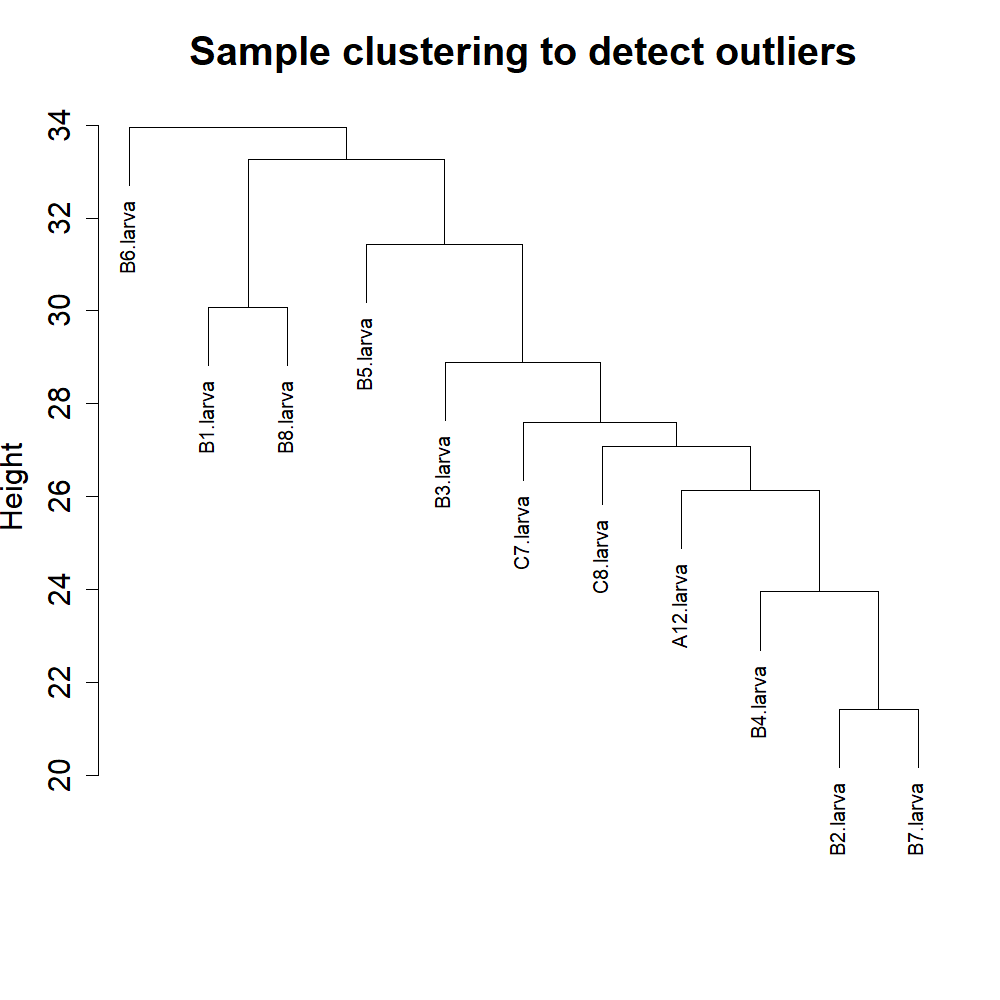 Sample clustering to detect outliers
Height
34
32
30
28
26
24
22
20
B6.larva
B1.larva
B8.larva
B5.larva
B3.larva
C7.larva
C8.larva
A12.larva
B4.larva
B2.larva
B7.larva